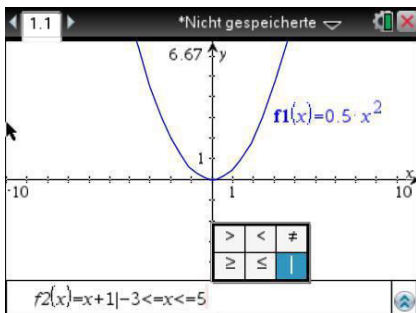 1.1 *Nicht gespeicherte
6.67 y
f1(x)=0.5·x²
1
x
-10 1 10
> < ≠
≥ ≤ |
f2(x)=x+1|-3<=x<=5